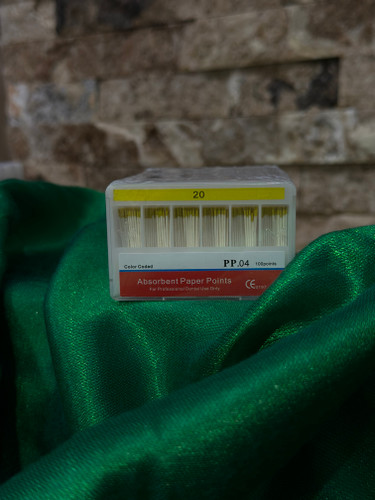 20
Color Coded PP.04 100points
Absorbent Paper Points
For Professional Dental Use Only CE